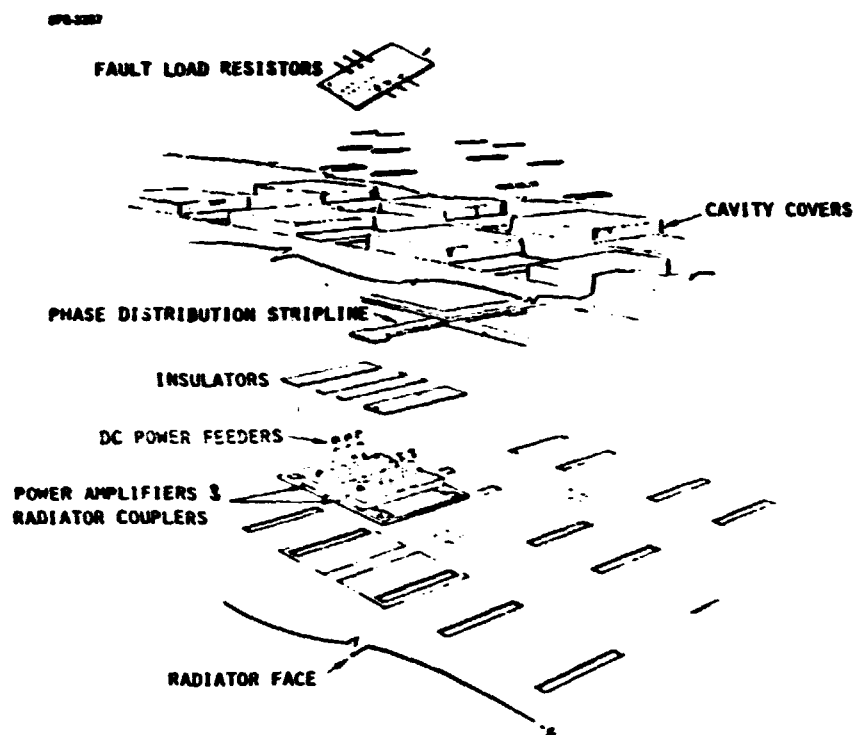 FAULT LOAD RESISTORS
CAVITY COVERS
PHASE DISTRIBUTION STRIPLINE
INSULATORS
DC POWER FEEDERS
POWER AMPLIFIERS &
RADIATOR COUPLERS
RADIATOR FACE